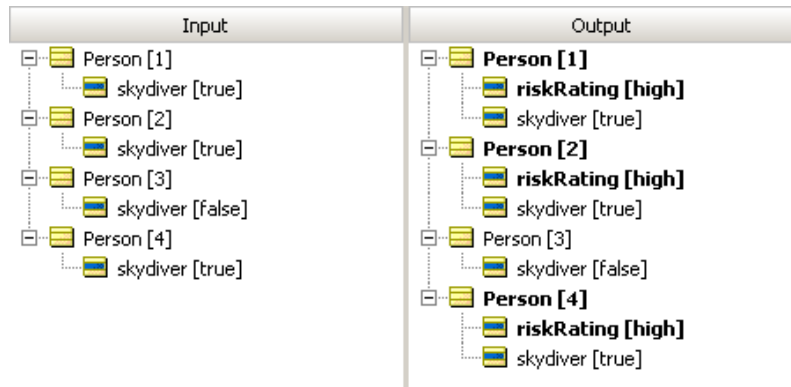 Input
Person [1]
skydiver [true]
Person [2]
skydiver [true]
Person [3]
skydiver [false]
Person [4]
skydiver [true]
Output
Person [1]
riskRating [high]
skydiver [true]
Person [2]
riskRating [high]
skydiver [true]
Person [3]
skydiver [false]
Person [4]
riskRating [high]
skydiver [true]